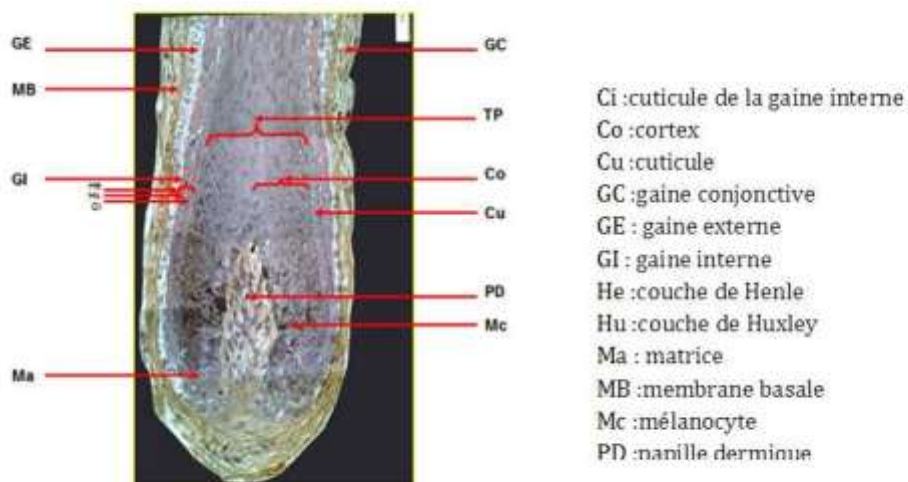 GE
MB
GI
Ma
GC
TP
Co
Cu
PD
Mc
Ci :cuticule de la gaine interne
Co :cortex
Cu :cuticule
GC :gaine conjonctive
GE : gaine externe
GI : gaine interne
He :couche de Henle
Hu :couche de Huxley
Ma : matrice
MB :membrane basale
Mc :mélanocyte
PD :papille dermique